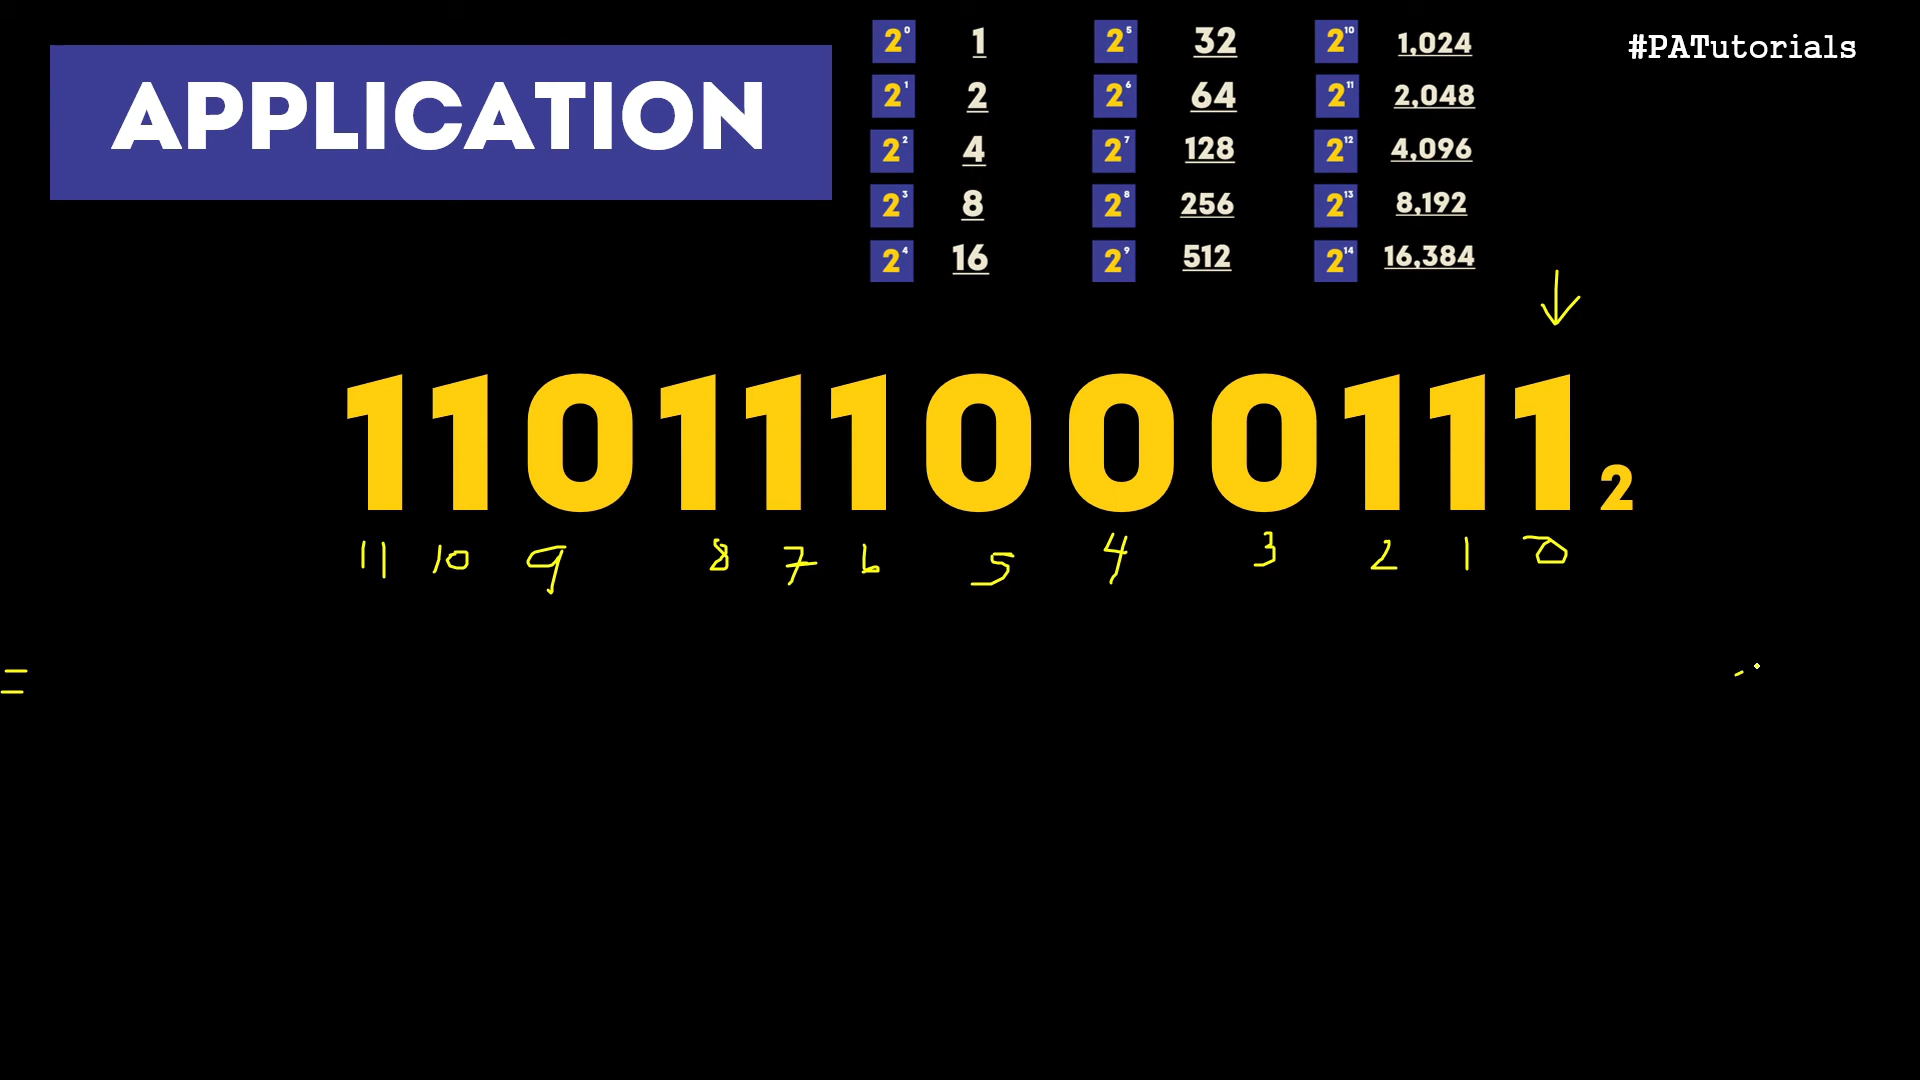 #PATutorials
APPLICATION
2⁰ 1 2⁵ 32 2¹⁰ 1,024
2¹ 2 2⁶ 64 2¹¹ 2,048
2² 4 2⁷ 128 2¹² 4,096
2³ 8 2⁸ 256 2¹³ 8,192
2⁴ 16 2⁹ 512 2¹⁴ 16,384
110111000111₂
11 10 9 8 7 6 5 4 3 2 1 0
=